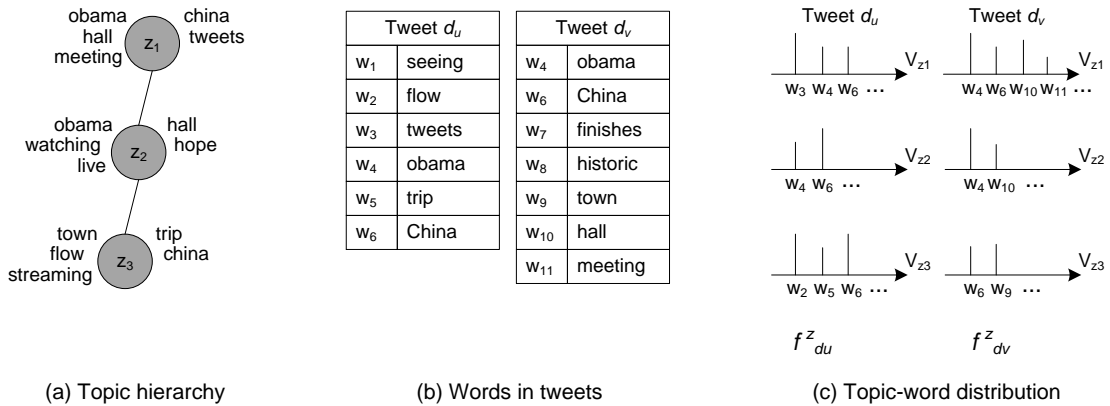 obama
hall
meeting
z1
china
tweets
obama
watching
live
z2
hall
hope
town
flow
streaming
z3
trip
china
(a) Topic hierarchy
Tweet du
w1 seeing
w2 flow
w3 tweets
w4 obama
w5 trip
w6 China
Tweet dv
w4 obama
w6 China
w7 finishes
w8 historic
w9 town
w10 hall
w11 meeting
(b) Words in tweets
Tweet du
Vz1
w3 w4 w6 ...
Vz2
w4 w6 ...
Vz3
w2 w5 w6 ...
f z du
Tweet dv
Vz1
w4 w6 w10 w11 ...
Vz2
w4 w10 ...
Vz3
w6 w9 ...
f z dv
(c) Topic-word distribution